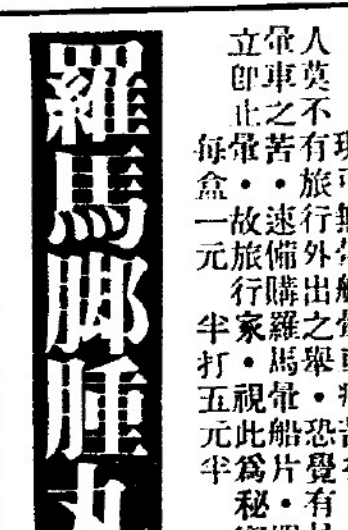 人莫不有旅行外出之舉・恐覺有
暈車之苦・速備購羅馬暈船片・
立卽止暈・故旅行家・視此爲秘
每盒一元 半打五元半
羅馬脚腫丸